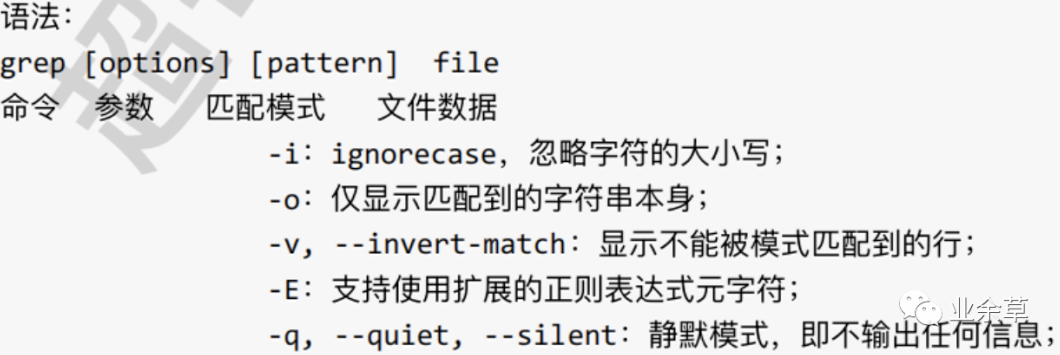 语法：
grep [options] [pattern]  file
命令  参数  匹配模式  文件数据
-i：ignorecase，忽略字符的大小写；
-o：仅显示匹配到的字符串本身；
-v, --invert-match：显示不能被模式匹配到的行；
-E：支持使用扩展的正则表达式元字符；
-q, --quiet, --silent：静默模式，即不输出任何信息；
业余草
超